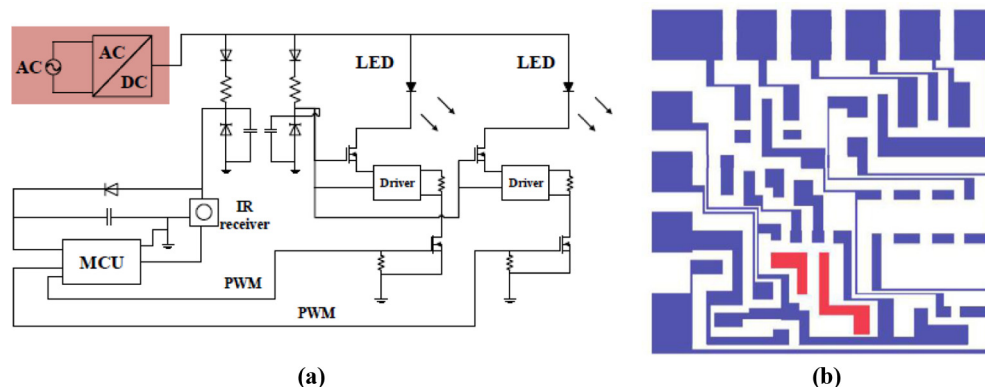 AC
AC
DC
LED
LED
Driver
Driver
IR
receiver
MCU
PWM
PWM
(a)
(b)